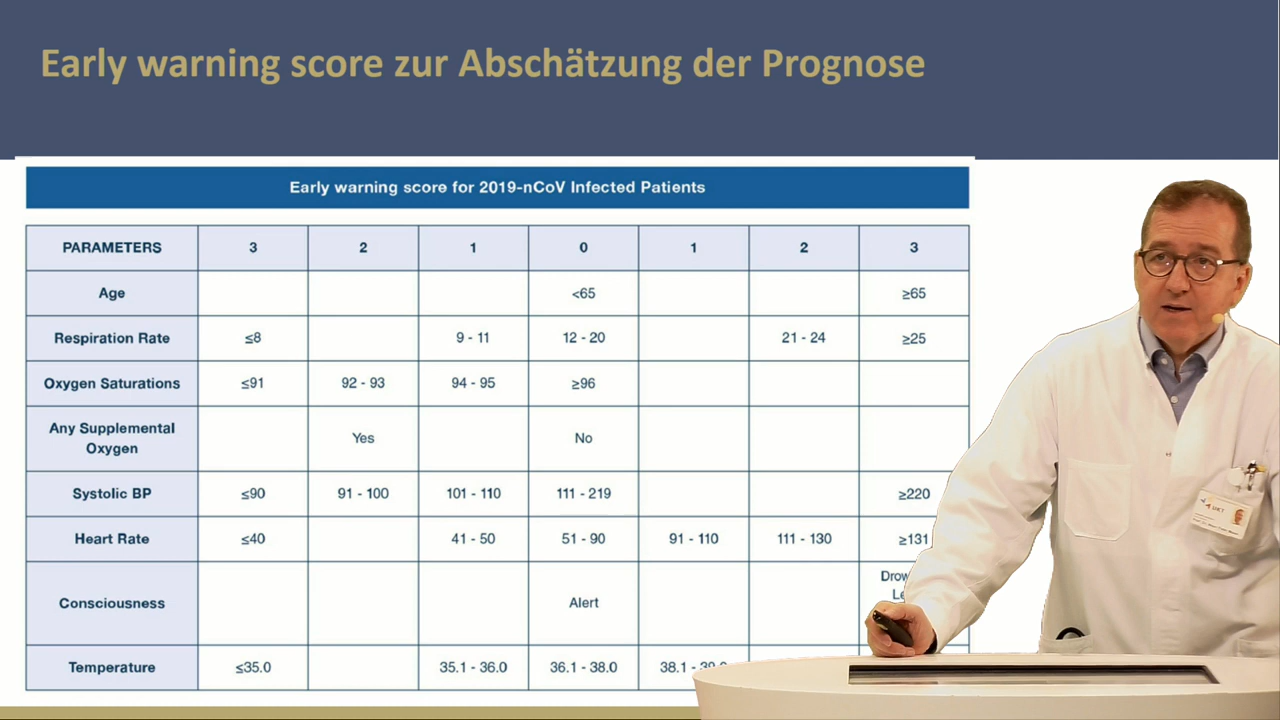 Early warning score zur Abschätzung der Prognose
Early warning score for 2019-nCoV Infected Patients
PARAMETERS 3 2 1 0 1 2 3
Age <65 ≥65
Respiration Rate ≤8 9 - 11 12 - 20 21 - 24 ≥25
Oxygen Saturations ≤91 92 - 93 94 - 95 ≥96
Any Supplemental
Oxygen Yes No
Systolic BP ≤90 91 - 100 101 - 110 111 - 219 ≥220
Heart Rate ≤40 41 - 50 51 - 90 91 - 110 111 - 130 ≥131
Consciousness Alert
Temperature ≤35.0 35.1 - 36.0 36.1 - 38.0 38.1 -